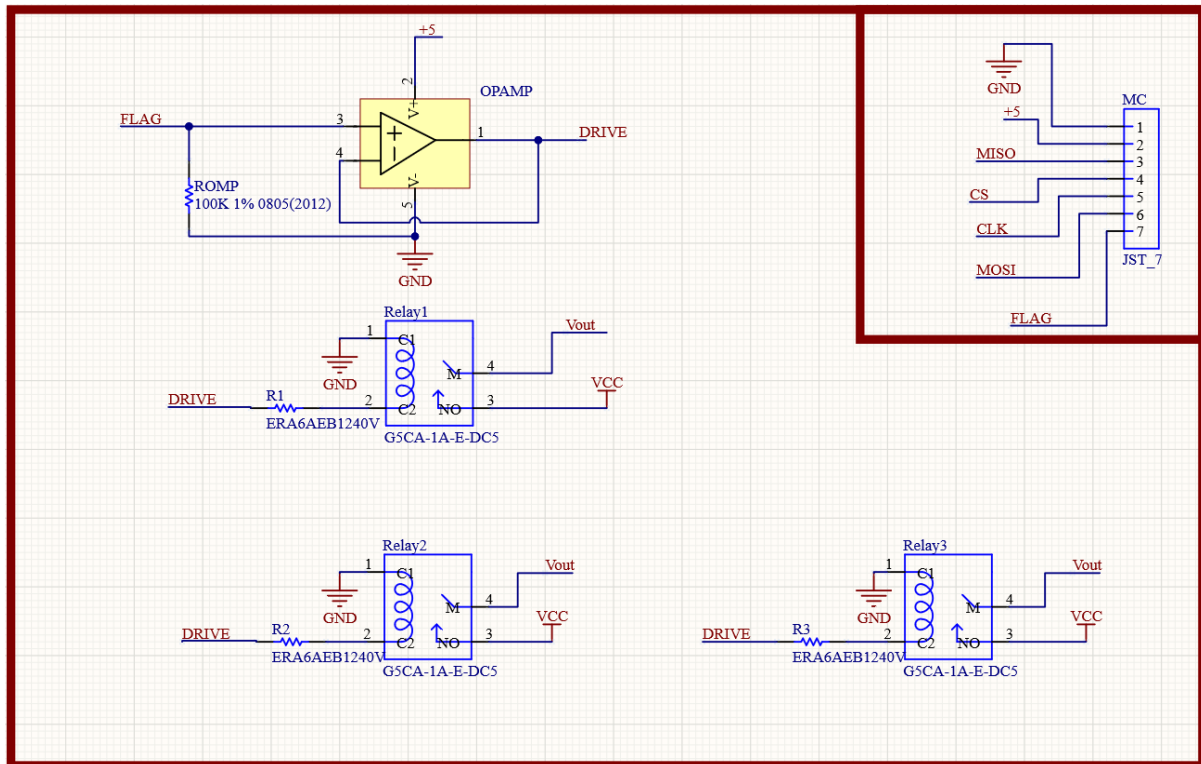 +5
2
V+
OPAMP
FLAG
3
+
1
DRIVE
4
-
V-
5
ROMP
100K 1% 0805(2012)
GND
GND
MC
+5
1
2
MISO
3
CS
4
5
CLK
6
7
MOSI
JST_7
FLAG
Relay1
1
C1
GND
Vout
M
4
VCC
DRIVE
R1
2
C2
NO
3
ERA6AEB1240V
G5CA-1A-E-DC5
Relay2
1
C1
GND
Vout
M
4
VCC
DRIVE
R2
2
C2
NO
3
ERA6AEB1240V
G5CA-1A-E-DC5
Relay3
1
C1
GND
Vout
M
4
VCC
DRIVE
R3
2
C2
NO
3
ERA6AEB1240V
G5CA-1A-E-DC5